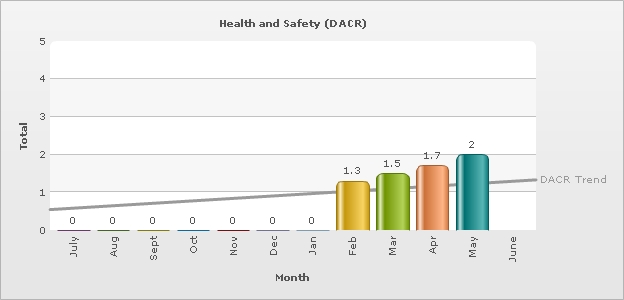 Health and Safety (DACR)
Total
5
4
3
2
1
0
0
0
0
0
0
0
0
1.3
1.5
1.7
2
DACR Trend
July
Aug
Sept
Oct
Nov
Dec
Jan
Feb
Mar
Apr
May
June
Month